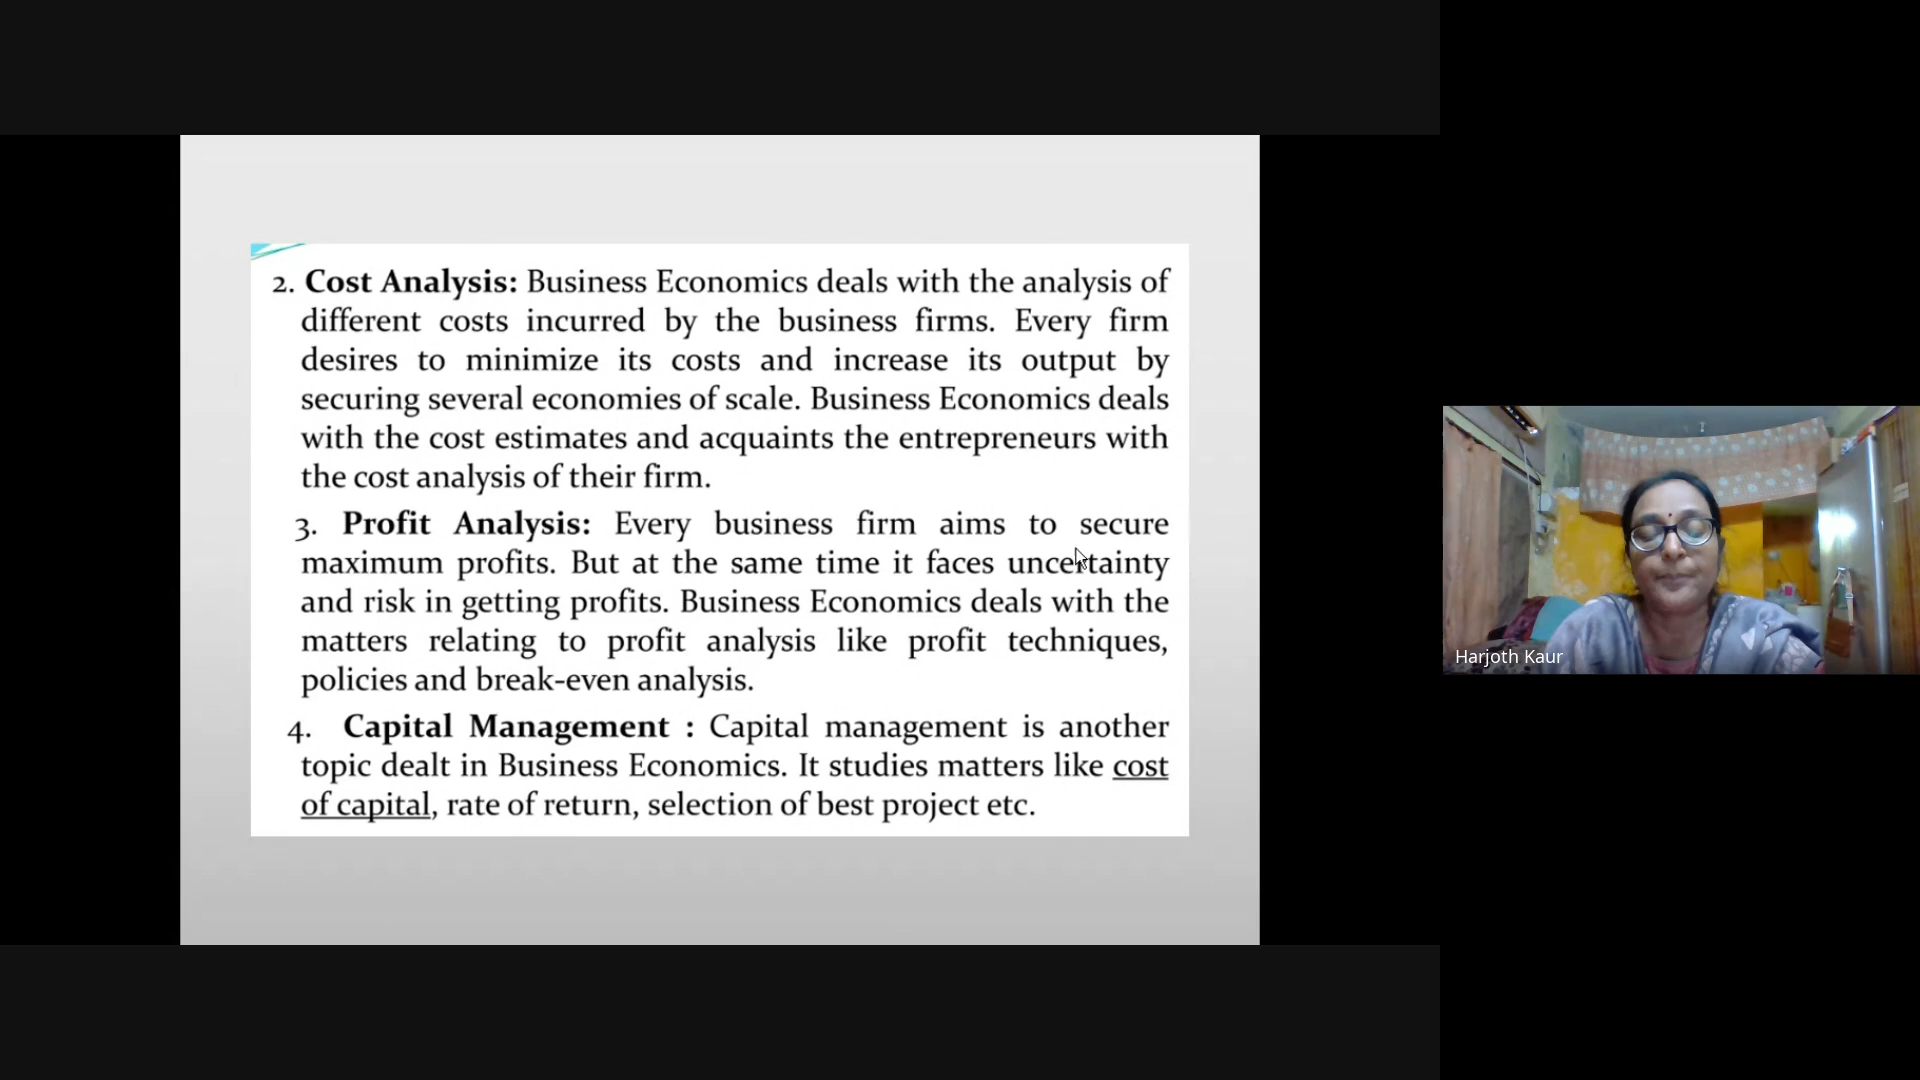 2. Cost Analysis: Business Economics deals with the analysis of
different costs incurred by the business firms. Every firm
desires to minimize its costs and increase its output by
securing several economies of scale. Business Economics deals
with the cost estimates and acquaints the entrepreneurs with
the cost analysis of their firm.
3. Profit Analysis: Every business firm aims to secure
maximum profits. But at the same time it faces uncertainty
and risk in getting profits. Business Economics deals with the
matters relating to profit analysis like profit techniques,
policies and break-even analysis.
4. Capital Management : Capital management is another
topic dealt in Business Economics. It studies matters like cost
of capital, rate of return, selection of best project etc.
Harjoth Kaur